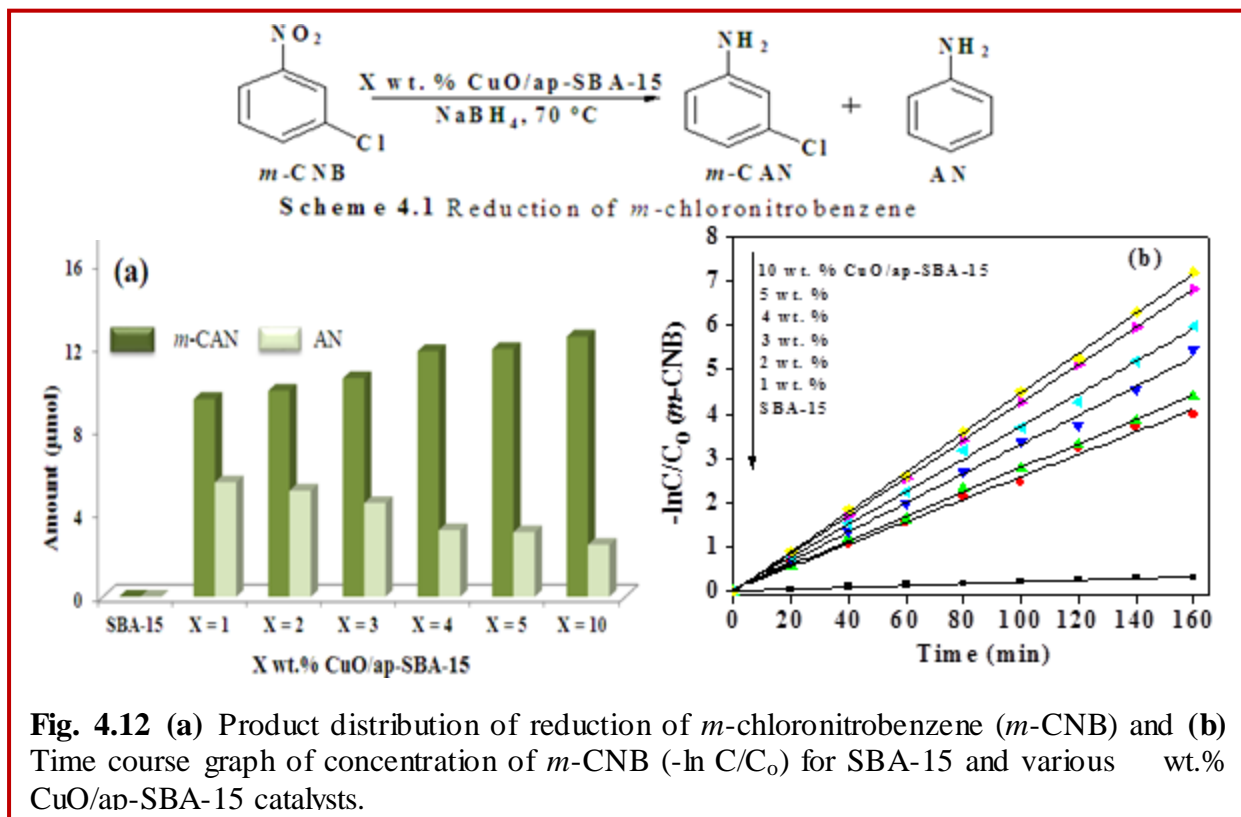 NO₂
Cl
m-CNB
X wt. % CuO/ap-SBA-15
NaBH₄, 70 °C
NH₂
Cl
m-CAN
+
NH₂
AN
Scheme 4.1 Reduction of m-chloronitrobenzene
(a)
m-CAN AN
Amount (µmol)
16
12
8
4
0
SBA-15 X = 1 X = 2 X = 3 X = 4 X = 5 X = 10
X wt.% CuO/ap-SBA-15
(b)
10 wt. % CuO/ap-SBA-15
5 wt. %
4 wt. %
3 wt. %
2 wt. %
1 wt. %
SBA-15
-lnC/C₀ (m-CNB)
8
7
6
5
4
3
2
1
0
0 20 40 60 80 100 120 140 160
Time (min)
Fig. 4.12 (a) Product distribution of reduction of m-chloronitrobenzene (m-CNB) and (b)
Time course graph of concentration of m-CNB (-ln C/C₀) for SBA-15 and various wt.%
CuO/ap-SBA-15 catalysts.